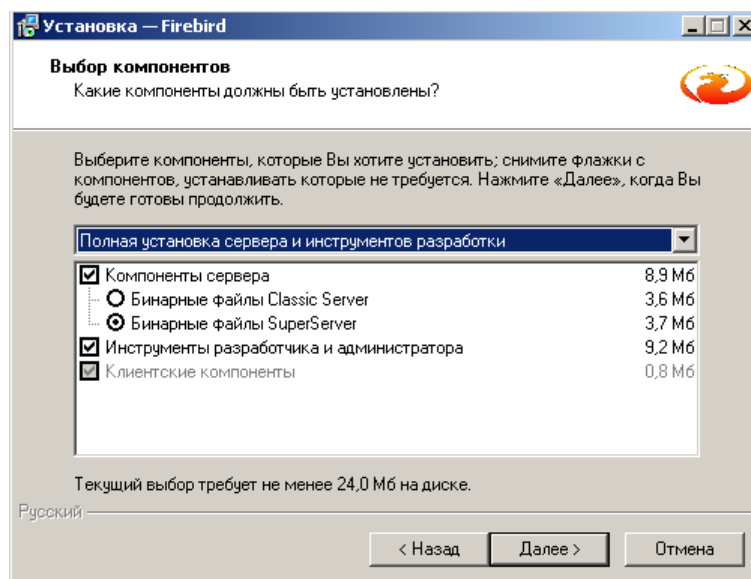 Установка — Firebird
Выбор компонентов
Какие компоненты должны быть установлены?
Выберите компоненты, которые Вы хотите установить; снимите флажки с
компонентов, устанавливать которые не требуется. Нажмите «Далее», когда Вы
будете готовы продолжить.
Полная установка сервера и инструментов разработки
Компоненты сервера 8,9 Мб
Бинарные файлы Classic Server 3,6 Мб
Бинарные файлы SuperServer 3,7 Мб
Инструменты разработчика и администратора 9,2 Мб
Клиентские компоненты 0,8 Мб
Текущий выбор требует не менее 24,0 Мб на диске.
Русский
< Назад Далее > Отмена